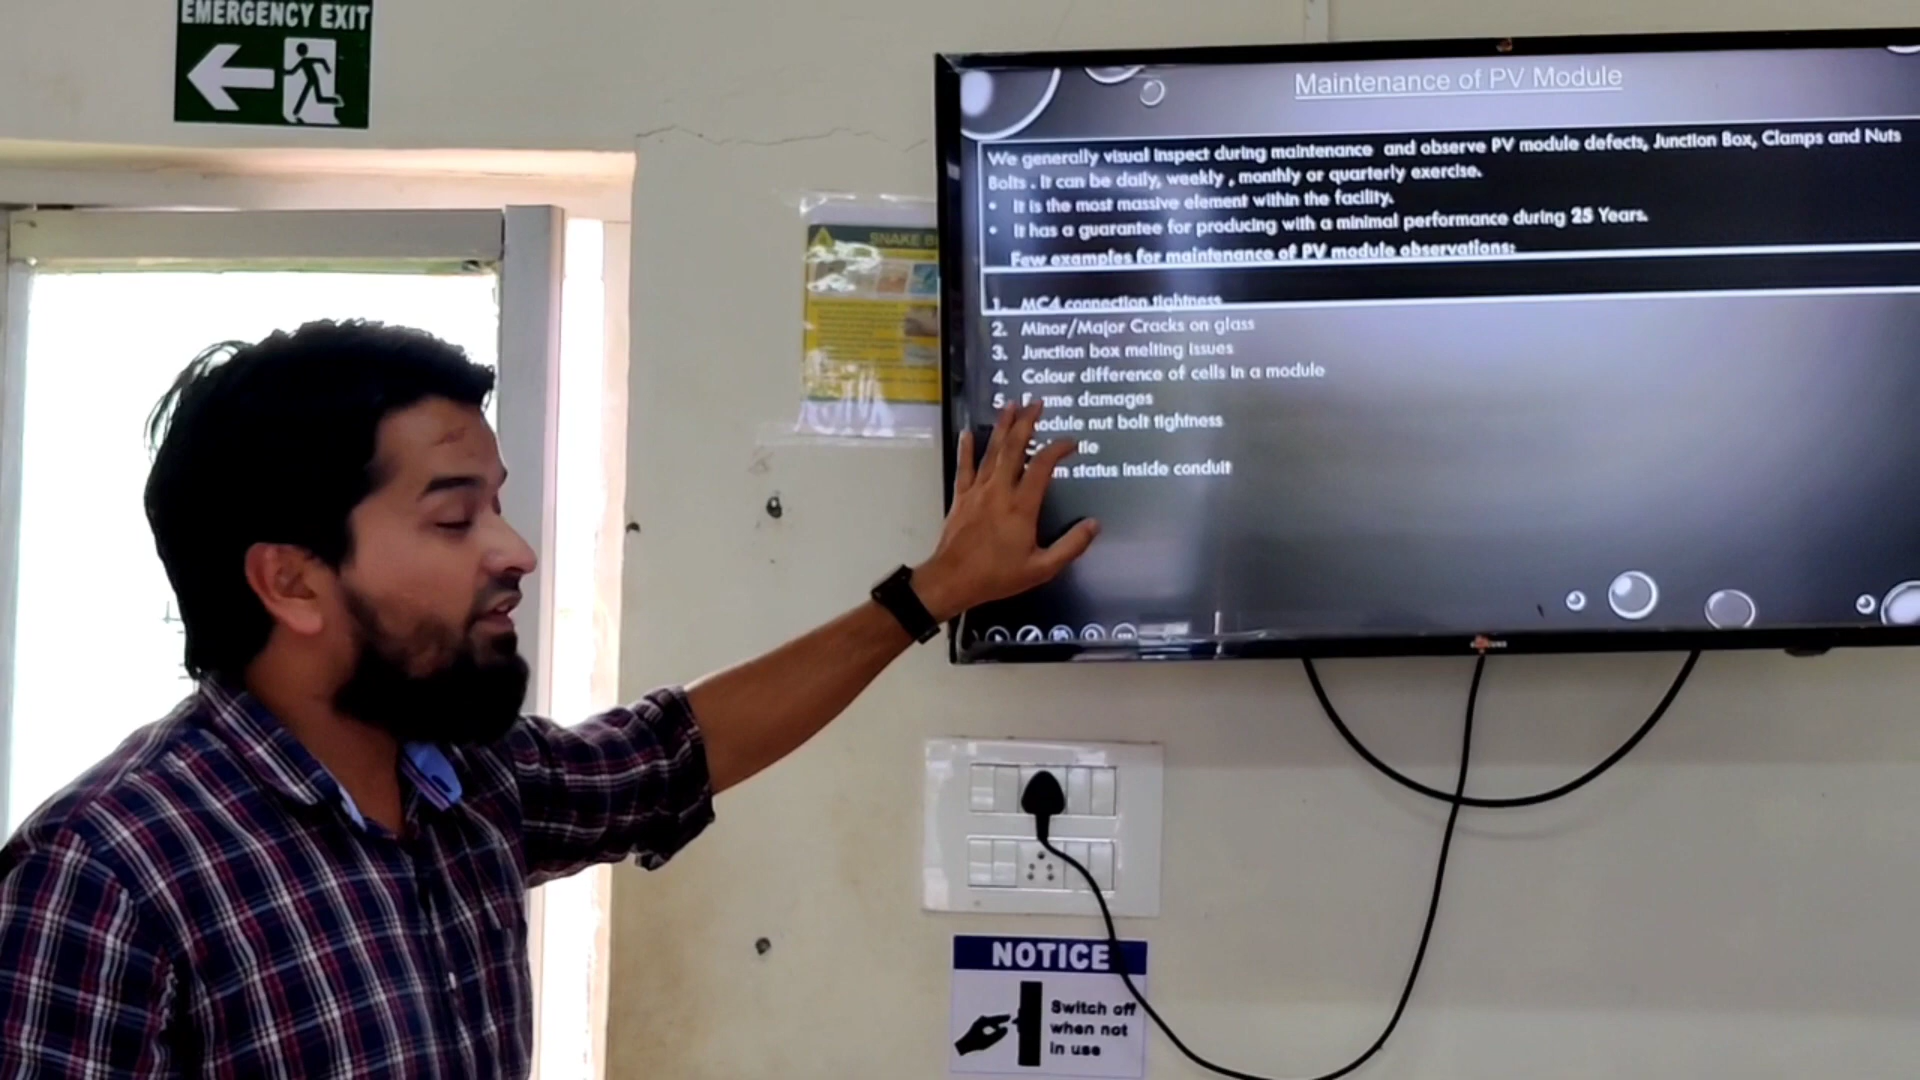 EMERGENCY EXIT
Maintenance of PV Module
We generally visual inspect during maintenance and observe PV module defects, Junction Box, Clamps and Nuts
Bolts . It can be daily, weekly , monthly or quarterly exercise.
• It is the most massive element within the facility.
• It has a guarantee for producing with a minimal performance during 25 Years.
Few examples for maintenance of PV module observations:
1. MC4 connection tightness
2. Minor/Major Cracks on glass
3. Junction box melting issues
4. Colour difference of cells in a module
5. Frame damages
nut bolt tightness
tie
status inside conduit
SNAKE
NOTICE
Switch off
when not
in use